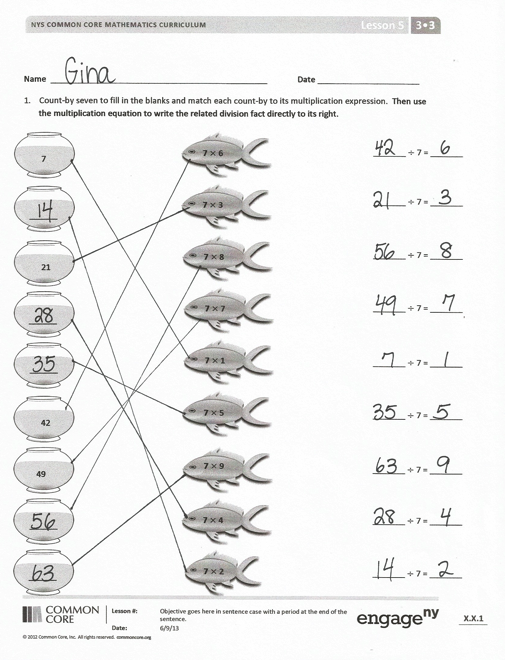 NYS COMMON CORE MATHEMATICS CURRICULUM Lesson 5 3•3
Name Gina Date
1. Count-by seven to fill in the blanks and match each count-by to its multiplication expression. Then use
the multiplication equation to write the related division fact directly to its right.
7 7 × 6 42 ÷ 7 = 6
14 7 × 3 21 ÷ 7 = 3
21 7 × 8 56 ÷ 7 = 8
28 7 × 7 49 ÷ 7 = 7
35 7 × 1 7 ÷ 7 = 1
42 7 × 5 35 ÷ 7 = 5
49 7 × 9 63 ÷ 7 = 9
56 7 × 4 28 ÷ 7 = 4
63 7 × 2 14 ÷ 7 = 2
COMMON CORE
Lesson #: Objective goes here in sentence case with a period at the end of the
sentence.
Date: 6/9/13
engageny X.X.1
© 2012 Common Core, Inc. All rights reserved. commoncore.org